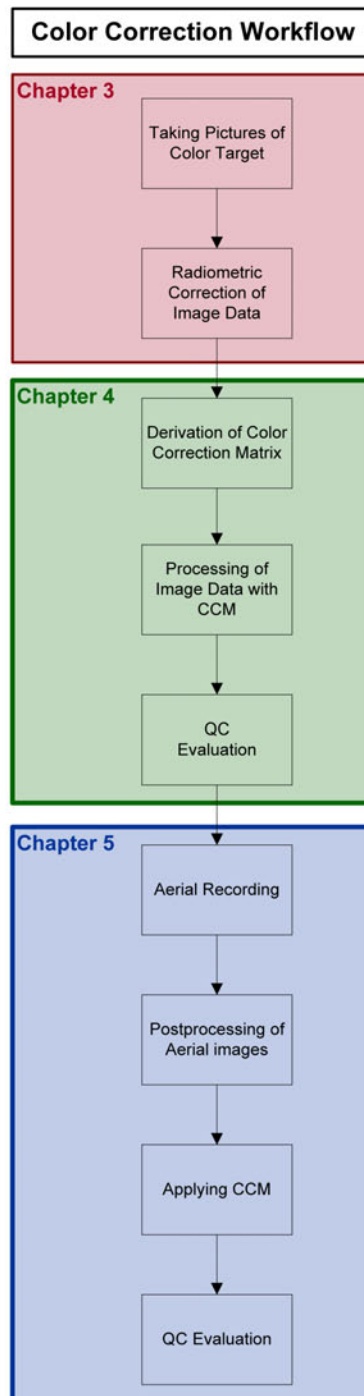 Color Correction Workflow
Chapter 3
Taking Pictures of
Color Target
Radiometric
Correction of
Image Data
Chapter 4
Derivation of Color
Correction Matrix
Processing of
Image Data with
CCM
QC
Evaluation
Chapter 5
Aerial Recording
Postprocessing of
Aerial images
Applying CCM
QC Evaluation